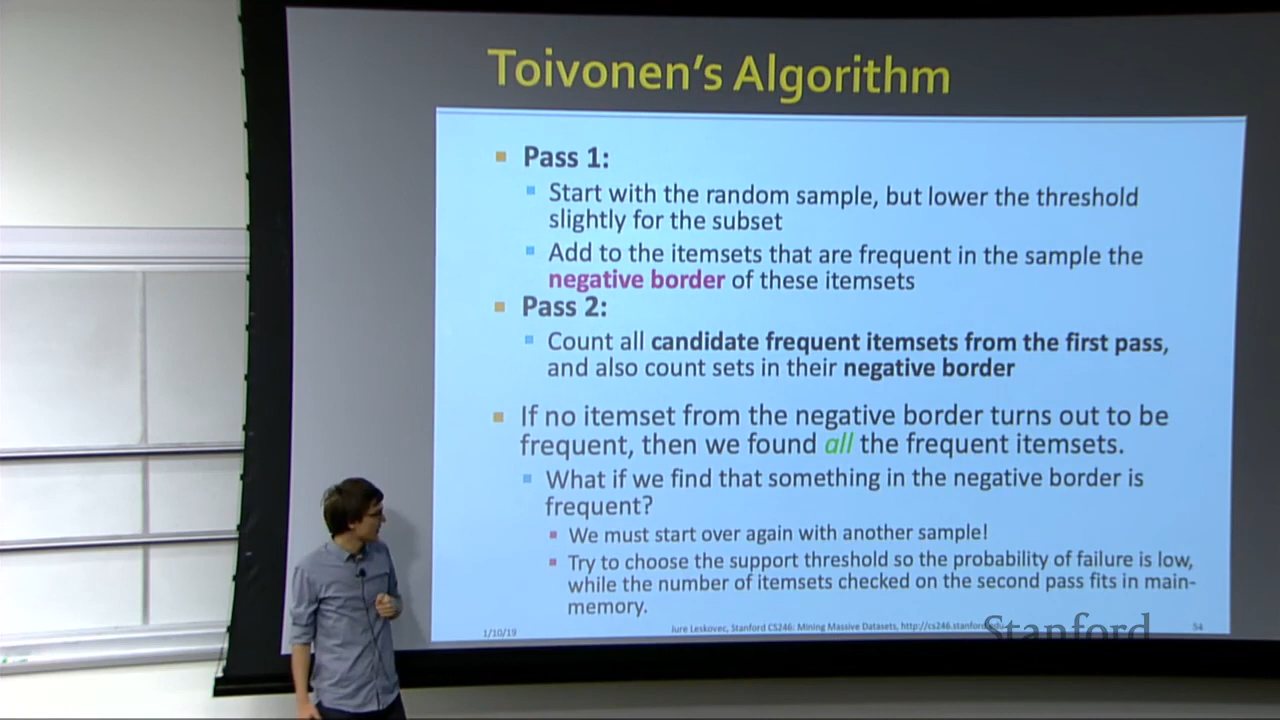 Toivonen's Algorithm
Pass 1:
Start with the random sample, but lower the threshold
slightly for the subset
Add to the itemsets that are frequent in the sample the
negative border of these itemsets
Pass 2:
Count all candidate frequent itemsets from the first pass,
and also count sets in their negative border
If no itemset from the negative border turns out to be
frequent, then we found all the frequent itemsets.
What if we find that something in the negative border is
frequent?
We must start over again with another sample!
Try to choose the support threshold so the probability of failure is low,
while the number of itemsets checked on the second pass fits in main-
memory.
1/10/19
Jure Leskovec, Stanford CS246: Mining Massive Datasets,
Stanford
54